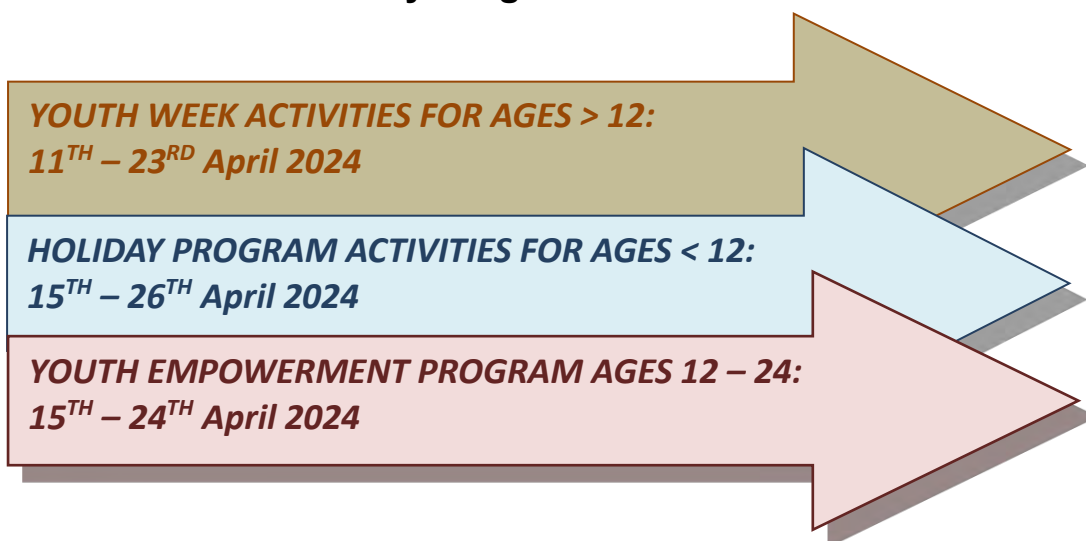 YOUTH WEEK ACTIVITIES FOR AGES > 12:
11TH – 23RD April 2024
HOLIDAY PROGRAM ACTIVITIES FOR AGES < 12:
15TH – 26TH April 2024
YOUTH EMPOWERMENT PROGRAM AGES 12 – 24:
15TH – 24TH April 2024